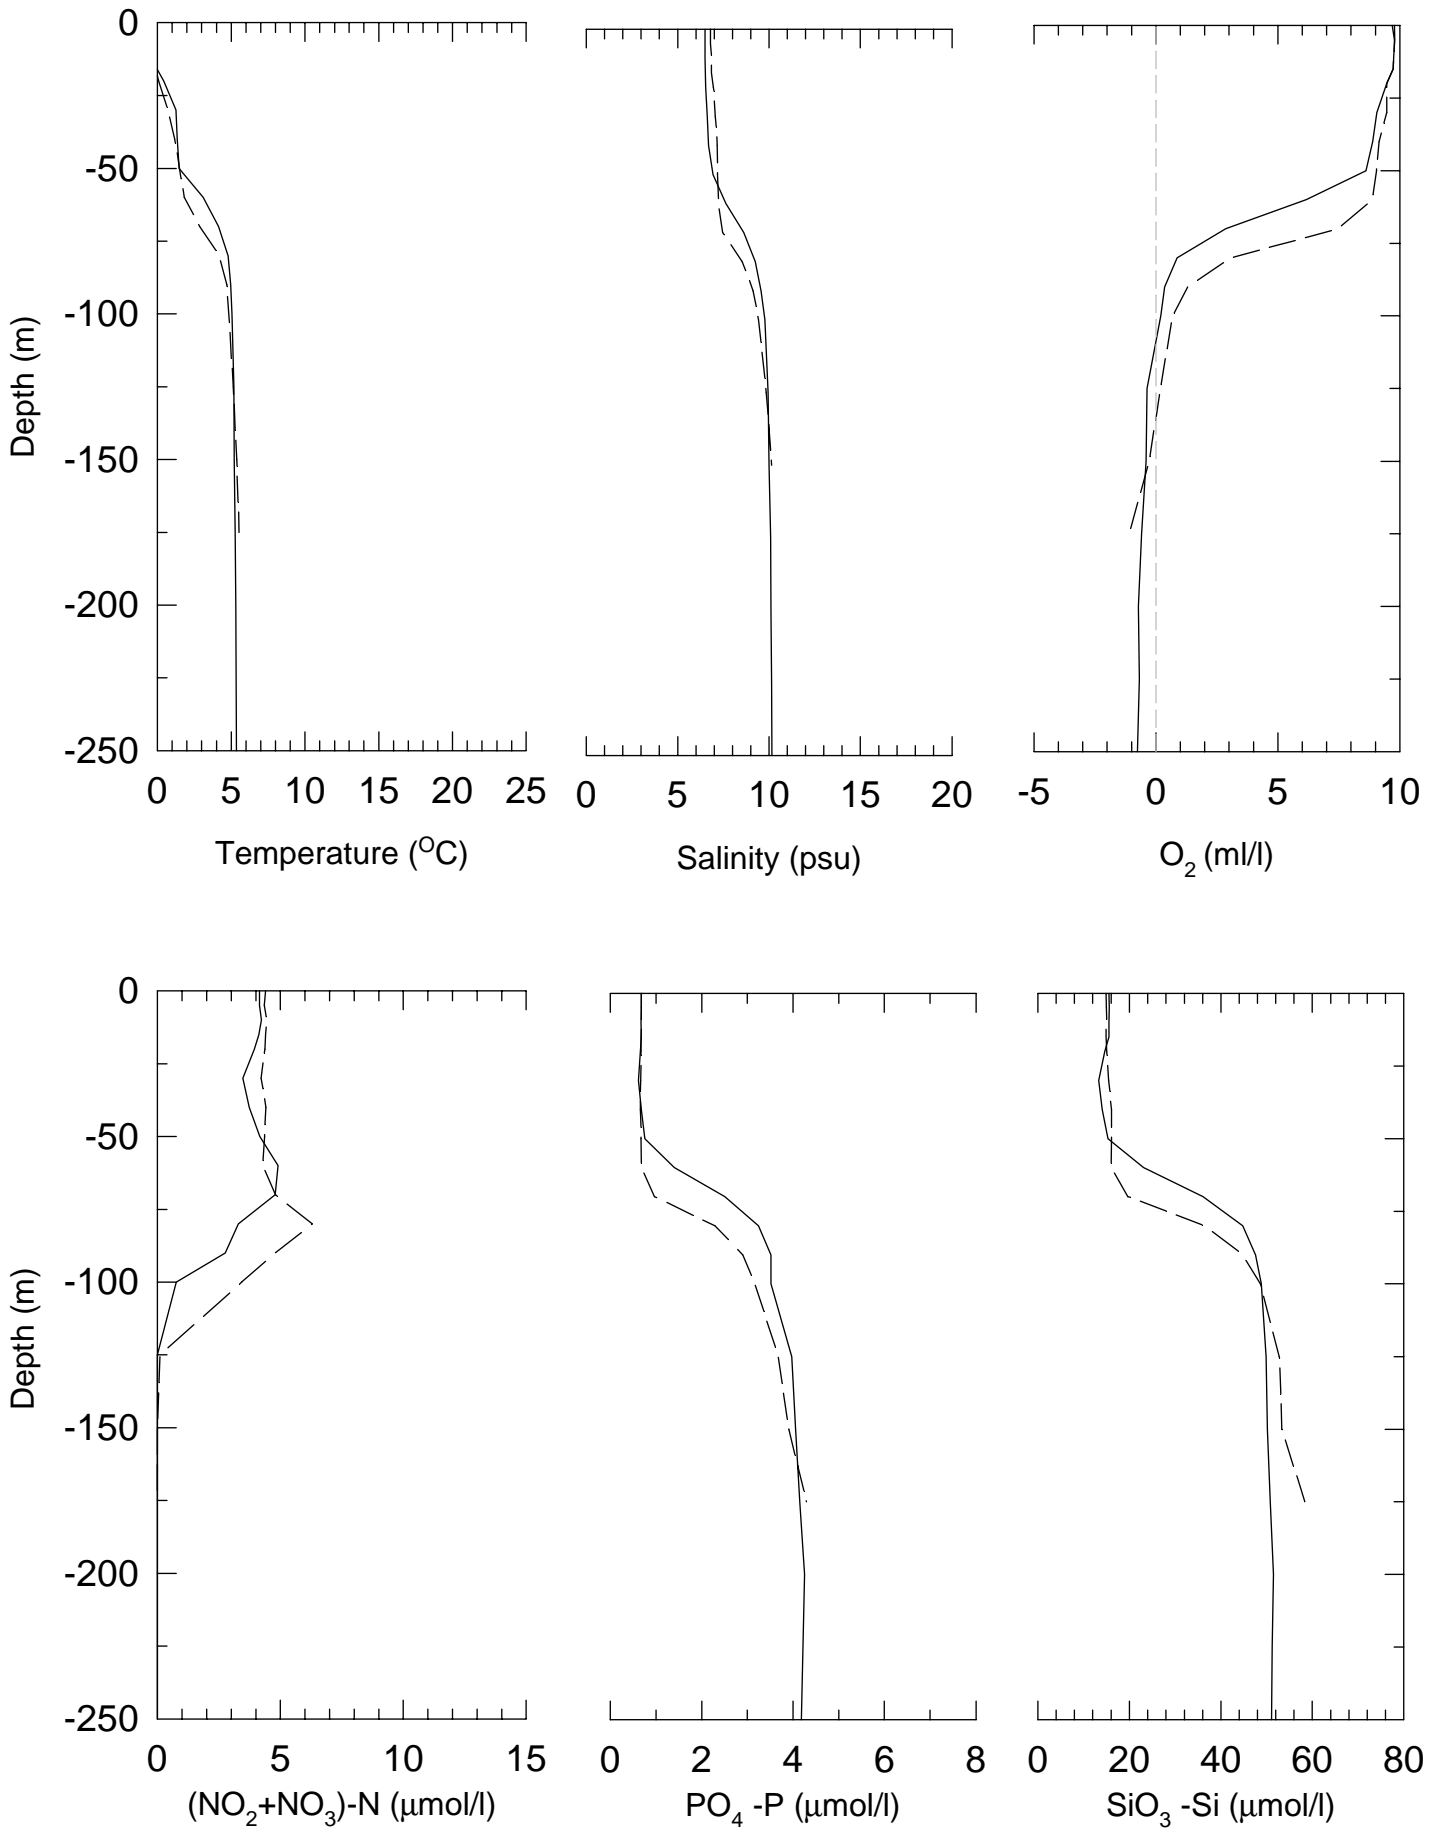 0
-50
-100
-150
-200
-250
Depth (m)
0 5 10 15 20 25
Temperature (°C)
0 5 10 15 20
Salinity (psu)
-5 0 5 10
O₂ (ml/l)
0
-50
-100
-150
-200
-250
Depth (m)
0 5 10 15
(NO₂+NO₃)-N (μmol/l)
0 2 4 6 8
PO₄ -P (μmol/l)
0 20 40 60 80
SiO₃ -Si (μmol/l)